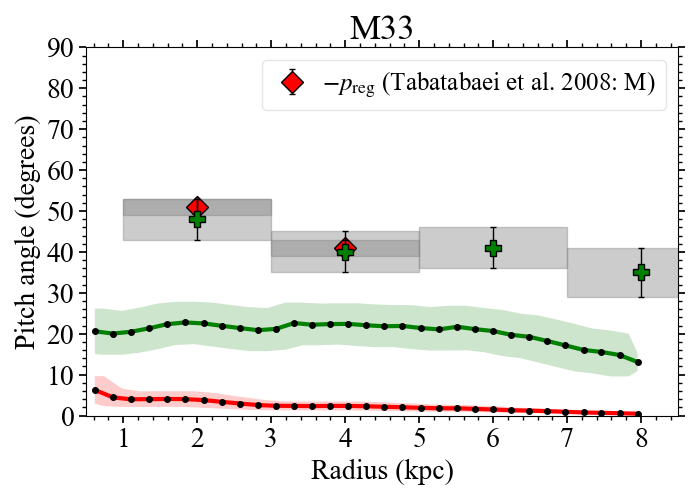 M33
−p_reg (Tabatabaei et al. 2008: M)
Pitch angle (degrees)
90
80
70
60
50
40
30
20
10
0
1 2 3 4 5 6 7 8
Radius (kpc)